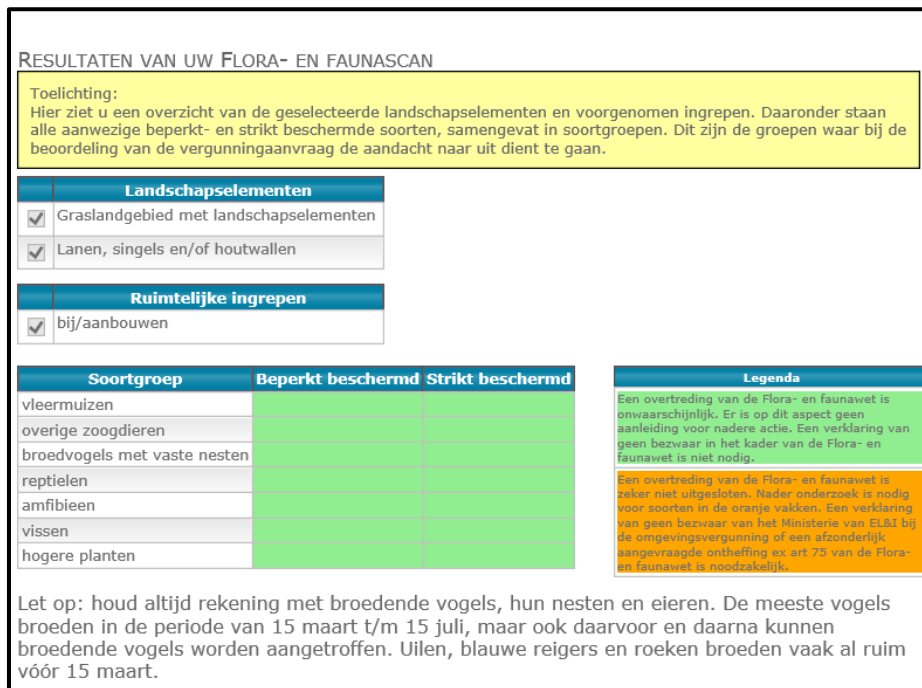 RESULTATEN VAN UW FLORA- EN FAUNASCAN
Toelichting:
Hier ziet u een overzicht van de geselecteerde landschapselementen en voorgenomen ingrepen. Daaronder staan
alle aanwezige beperkt- en strikt beschermde soorten, samengevat in soortgroepen. Dit zijn de groepen waar bij de
beoordeling van de vergunningaanvraag de aandacht naar uit dient te gaan.
Landschapselementen
Graslandgebied met landschapselementen
Lanen, singels en/of houtwallen
Ruimtelijke ingrepen
bij/aanbouwen
Soortgroep Beperkt beschermd Strikt beschermd
vleermuizen
overige zoogdieren
broedvogels met vaste nesten
reptielen
amfibieen
vissen
hogere planten
Legenda
Een overtreding van de Flora- en faunawet is
onwaarschijnlijk. Er is op dit aspect geen
aanleiding voor nadere actie. Een verklaring van
geen bezwaar in het kader van de Flora- en
faunawet is niet nodig.
Een overtreding van de Flora- en faunawet is
zeker niet uitgesloten. Nader onderzoek is nodig
voor soorten in de oranje vakken. Een verklaring
van geen bezwaar van het Ministerie van EL&I bij
de omgevingsvergunning of een afzonderlijk
aangevraagde ontheffing ex art 75 van de Flora-
en faunawet is noodzakelijk.
Let op: houd altijd rekening met broedende vogels, hun nesten en eieren. De meeste vogels
broeden in de periode van 15 maart t/m 15 juli, maar ook daarvoor en daarna kunnen
broedende vogels worden aangetroffen. Uilen, blauwe reigers en roeken broeden vaak al ruim
vóór 15 maart.